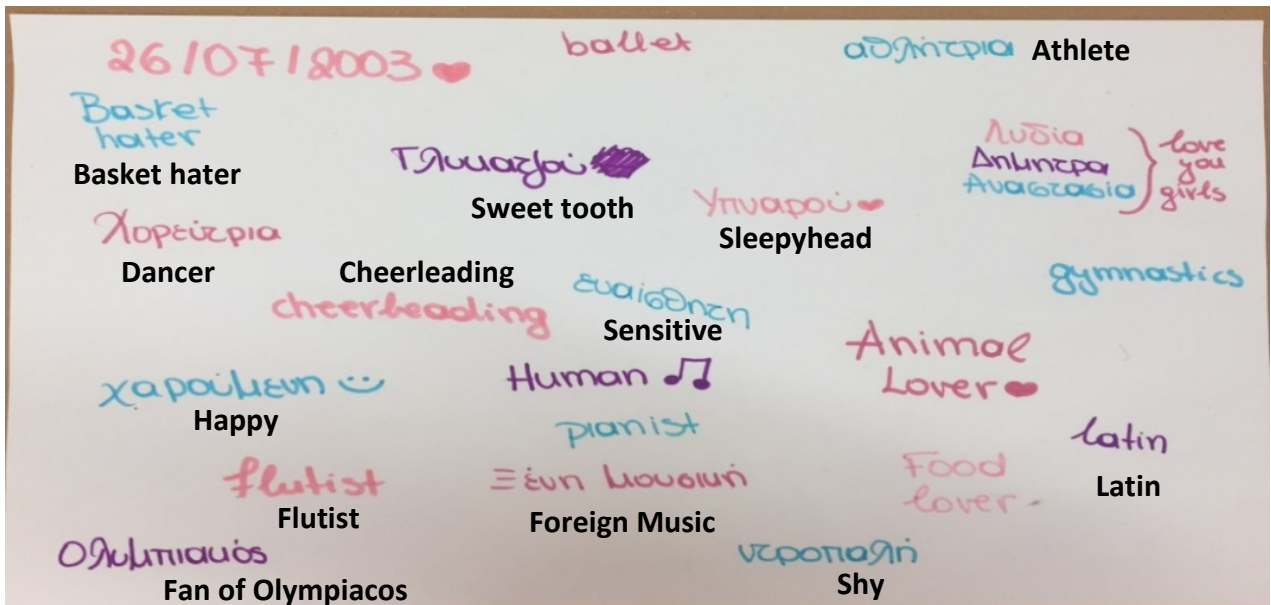 26/07/2003
ballet
αθλήτρια Athlete
Basket
hater
Basket hater
Γλυκατζού
Sweet tooth
Υπναρού
Sleepyhead
Λυδία
Δήμητρα
Αναστασία
love
you
girls
Χορεύτρια
Dancer
Cheerleading
cheerleading
ευαίσθητη
Sensitive
gymnastics
Animal
Lover
χαρούμενη
Happy
Human
pianist
latin
Latin
flutist
Flutist
Ξένη μουσική
Foreign Music
Food
lover
Ολυμπιακός
Fan of Olympiacos
ντροπαλή
Shy